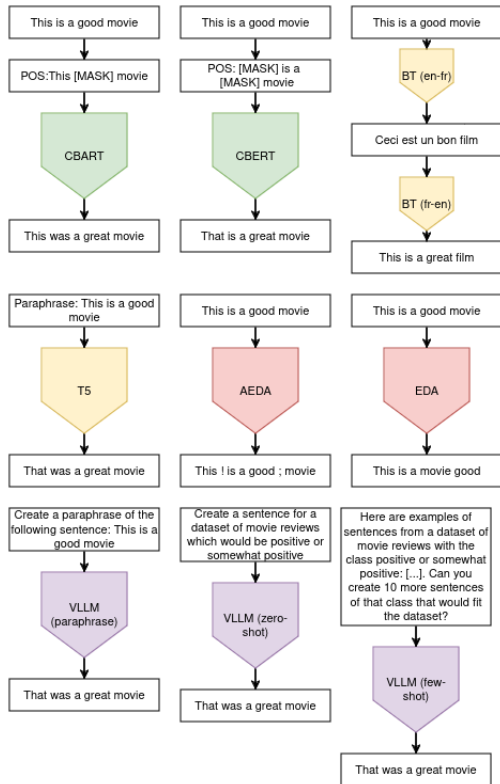 This is a good movie
This is a good movie
This is a good movie
POS:This [MASK] movie
POS: [MASK] is a
[MASK] movie
BT (en-fr)
CBART
CBERT
Ceci est un bon film
BT (fr-en)
This was a great movie
That is a great movie
This is a great film
Paraphrase: This is a good
movie
This is a good movie
This is a good movie
T5
AEDA
EDA
That was a great movie
This ! is a good ; movie
This is a movie good
Create a paraphrase of the
following sentence: This is a
good movie
Create a sentence for a
dataset of movie reviews
which would be positive or
somewhat positive
Here are examples of
sentences from a dataset of
movie reviews with the
class positive or somewhat
positive: [...]. Can you
create 10 more sentences
of that class that would fit
the dataset?
VLLM
(paraphrase)
VLLM (zero-
shot)
VLLM (few-
shot)
That was a great movie
That was a great movie
That was a great movie